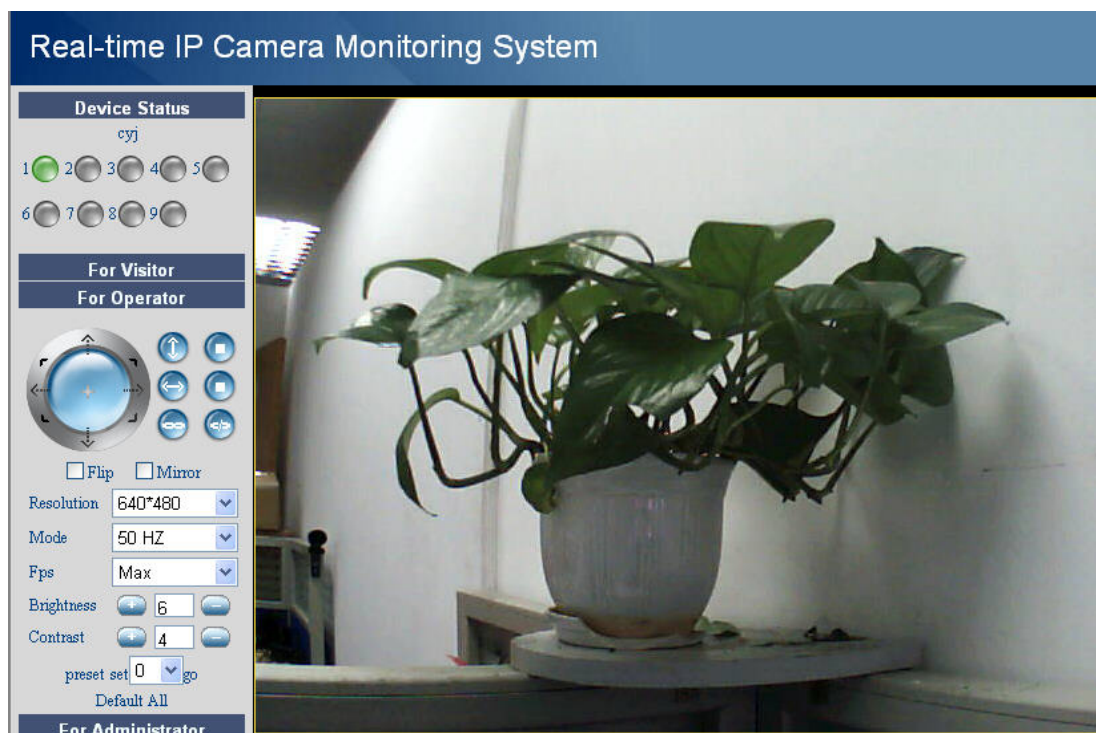 Real-time IP Camera Monitoring System
Device Status
cyj
1 2 3 4 5
6 7 8 9
For Visitor
For Operator
Flip Mirror
Resolution 640*480
Mode 50 HZ
Fps Max
Brightness + 6 -
Contrast + 4 -
preset set 0 go
Default All
For Administrator